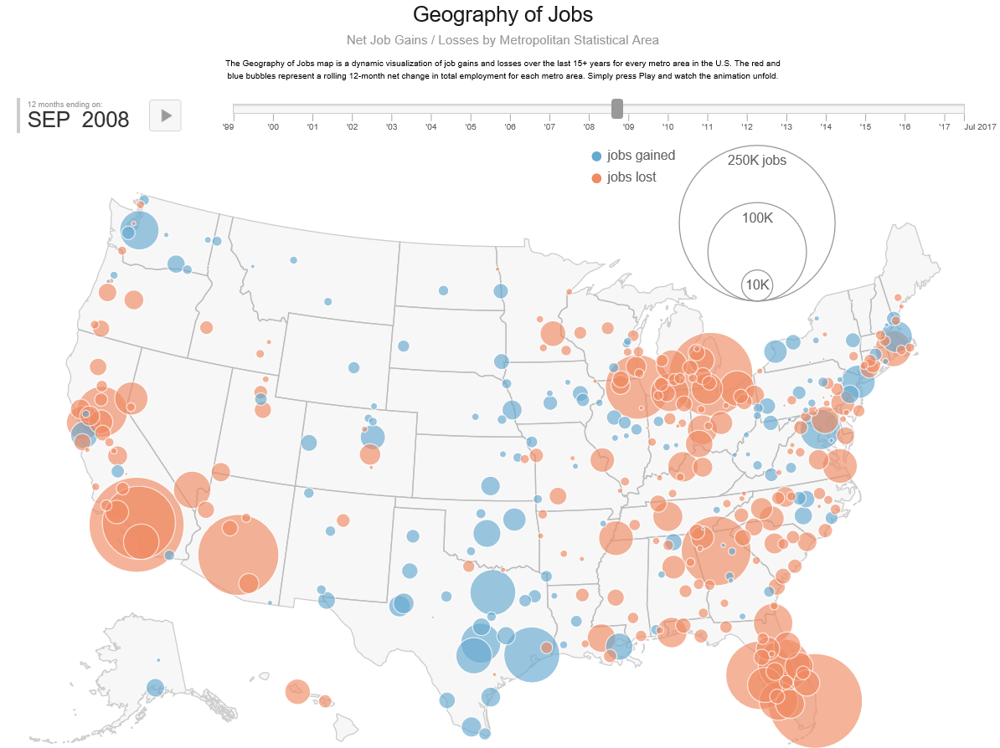 Geography of Jobs
Net Job Gains / Losses by Metropolitan Statistical Area
The Geography of Jobs map is a dynamic visualization of job gains and losses over the last 15+ years for every metro area in the U.S. The red and
blue bubbles represent a rolling 12-month net change in total employment for each metro area. Simply press Play and watch the animation unfold.
12 months ending on:
SEP 2008
'99 '00 '01 '02 '03 '04 '05 '06 '07 '08 '09 '10 '11 '12 '13 '14 '15 '16 '17 Jul 2017
jobs gained
jobs lost
250K jobs
100K
10K